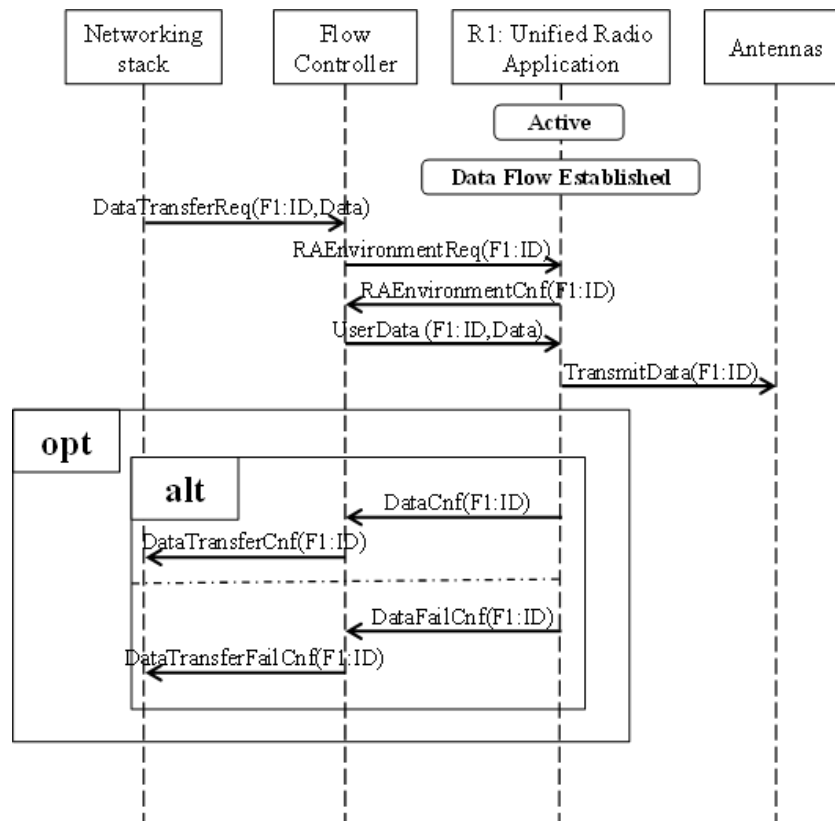 Networking
stack
Flow
Controller
R1: Unified Radio
Application
Antennas
Active
Data Flow Established
DataTransferReq(F1:ID,Data)
RAEnvironmentReq(F1:ID)
RAEnvironmentCnf(F1:ID)
UserData (F1:ID,Data)
TransmitData(F1:ID)
opt
alt
DataCnf(F1:ID)
DataTransferCnf(F1:ID)
DataFailCnf(F1:ID)
DataTransferFailCnf(F1:ID)